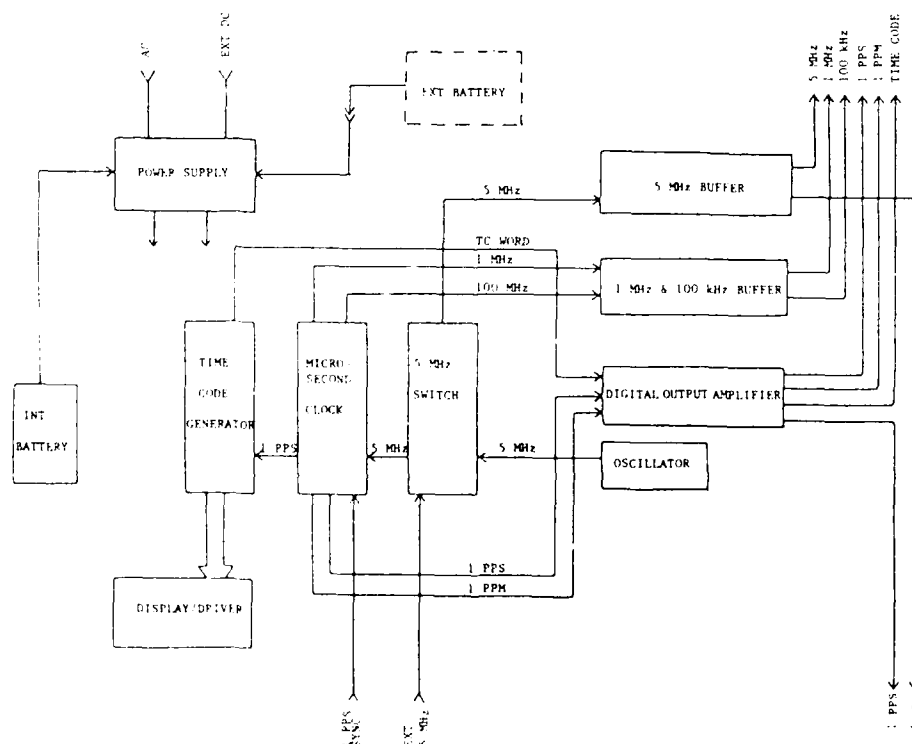 AC
EXT DC
EXT BATTERY
5 MHz
1 MHz
100 kHz
1 PPS
1 PPM
TIME CODE
POWER SUPPLY
5 MHz
5 MHz BUFFER
TC WORD
1 MHz
100 MHz
1 MHz & 100 kHz BUFFER
TIME
CODE
GENERATOR
MICRO-
SECOND
CLOCK
5 MHz
SWITCH
DIGITAL OUTPUT AMPLIFIER
INT
BATTERY
1 PPS
5 MHz
5 MHz
OSCILLATOR
1 PPS
1 PPM
DISPLAY/DRIVER
PPS
SYNC
EXT
MHz
1 PPS